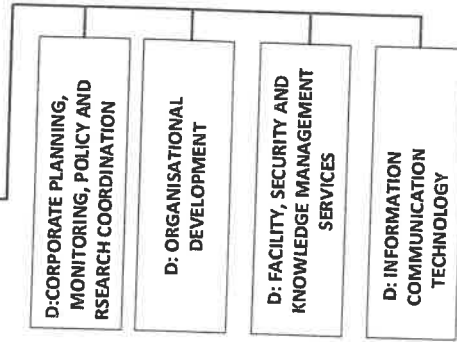 D:CORPORATE PLANNING,
MONITORING, POLICY AND
RSEARCH COORDINATION
D: ORGANISATIONAL
DEVELOPMENT
D: FACILITY, SECURITY AND
KNOWLEDGE MANAGEMENT
SERVICES
D: INFORMATION
COMMUNICATION
TECHNOLOGY